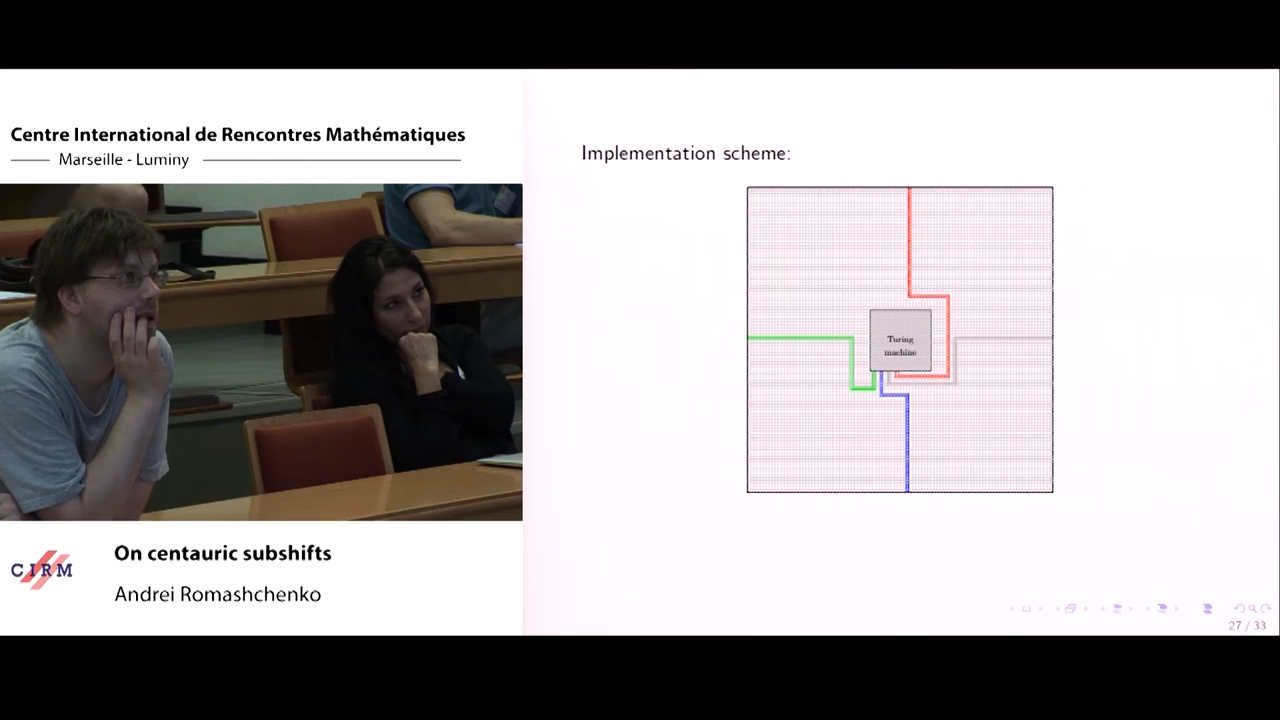 Centre International de Rencontres Mathématiques
Marseille - Luminy
Implementation scheme:
Turing
machine
On centauric subshifts
CIRM
Andrei Romashchenko
27 / 33